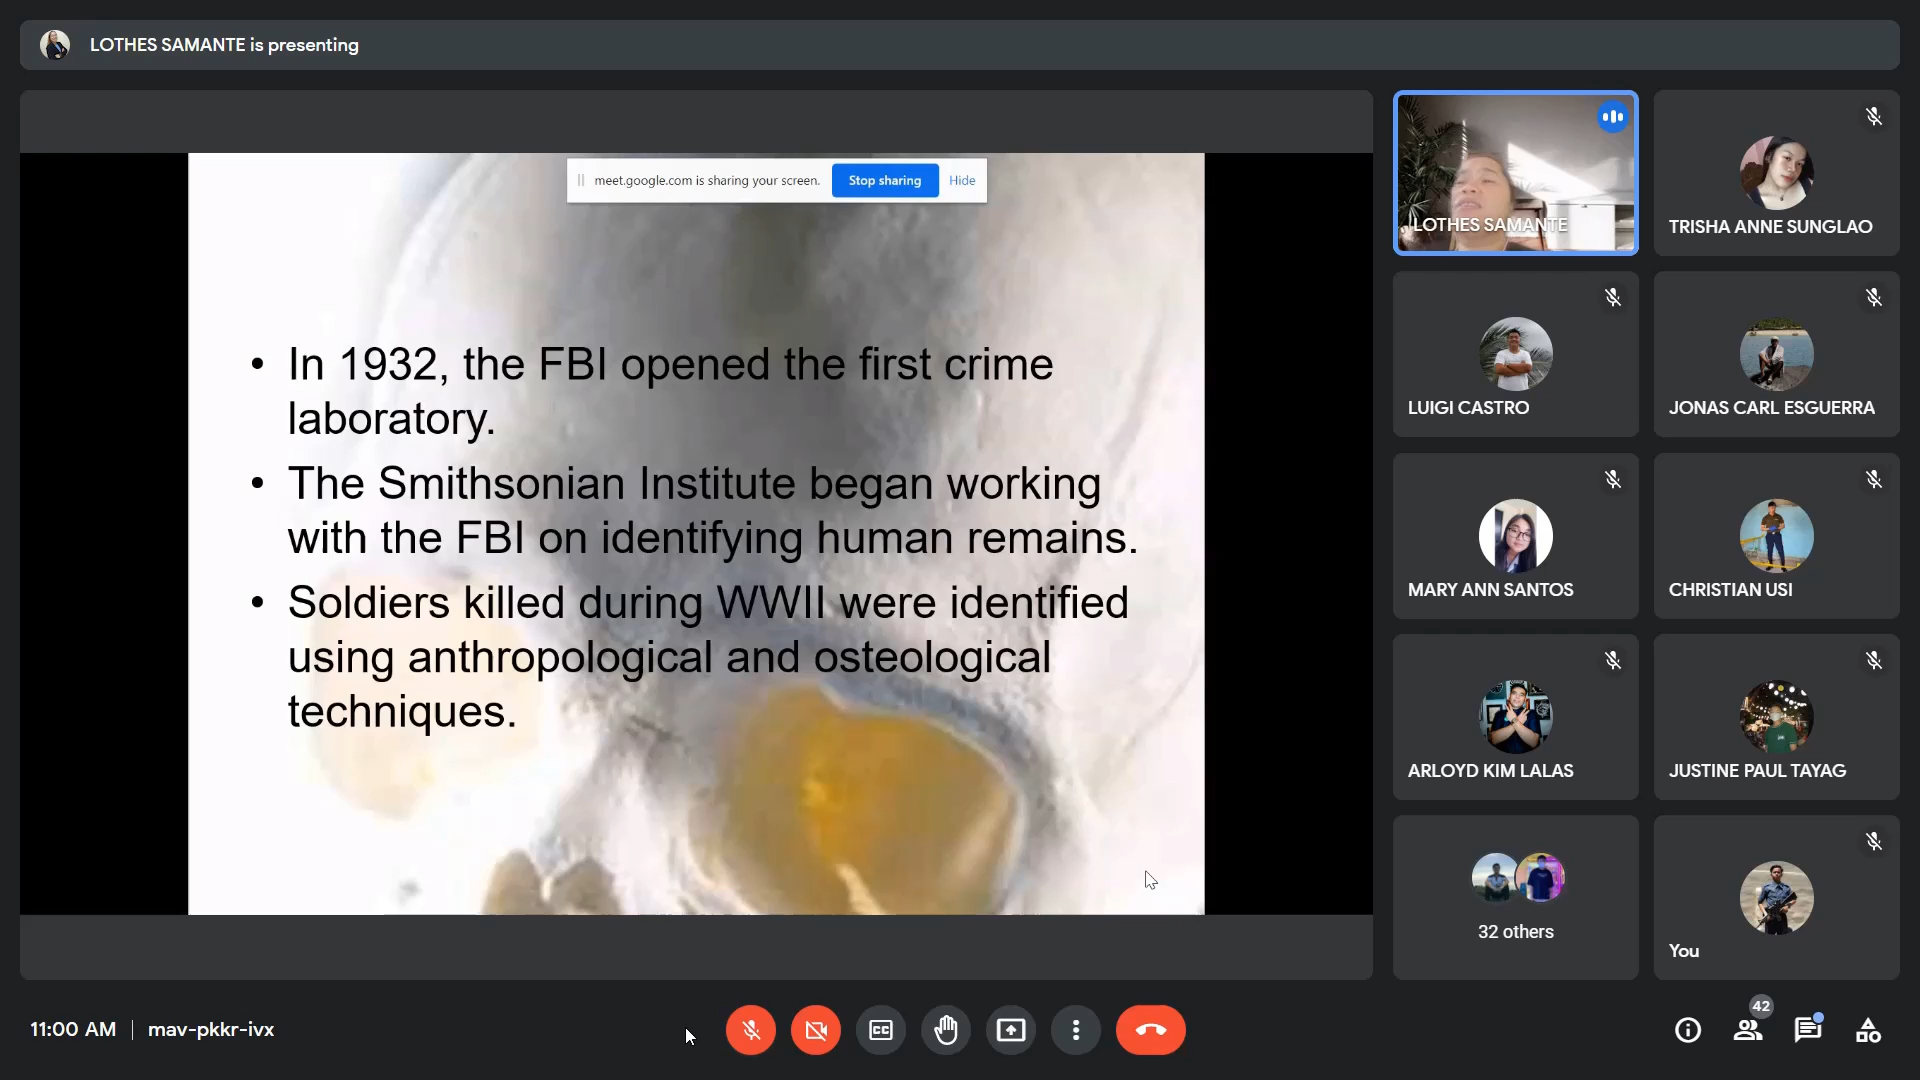 LOTHES SAMANTE is presenting
meet.google.com is sharing your screen. Stop sharing Hide
• In 1932, the FBI opened the first crime
laboratory.
• The Smithsonian Institute began working
with the FBI on identifying human remains.
• Soldiers killed during WWII were identified
using anthropological and osteological
techniques.
LOTHES SAMANTE
TRISHA ANNE SUNGLAO
LUIGI CASTRO
JONAS CARL ESGUERRA
MARY ANN SANTOS
CHRISTIAN USI
ARLOYD KIM LALAS
JUSTINE PAUL TAYAG
32 others
You
11:00 AM | mav-pkkr-ivx
CC
42